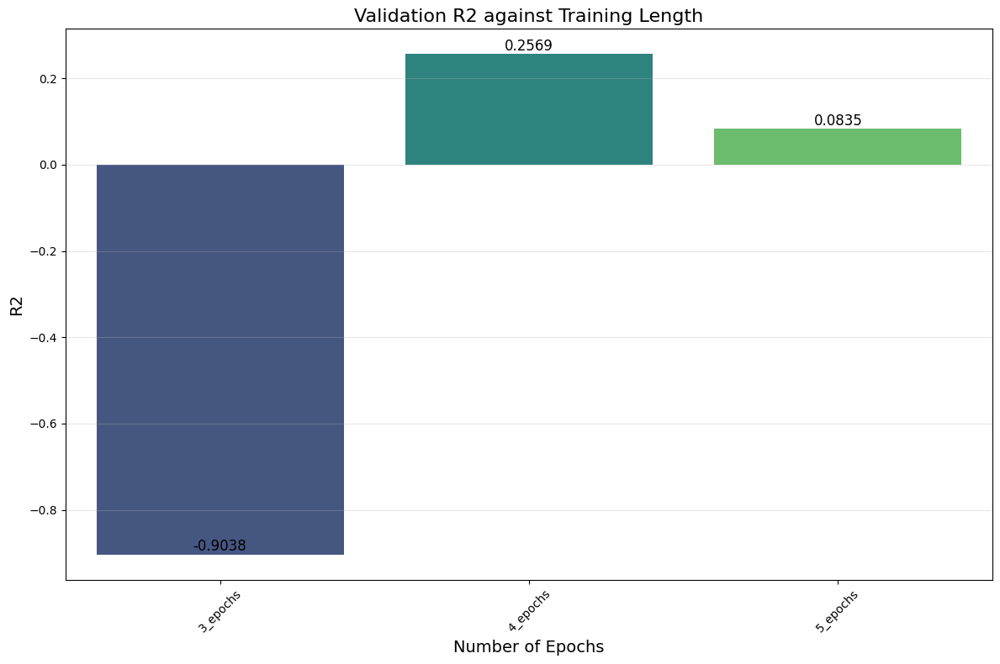 Validation R2 against Training Length
0.2569
0.0835
-0.9038
0.2
0.0
−0.2
−0.4
−0.6
−0.8
R2
3_epochs
4_epochs
5_epochs
Number of Epochs